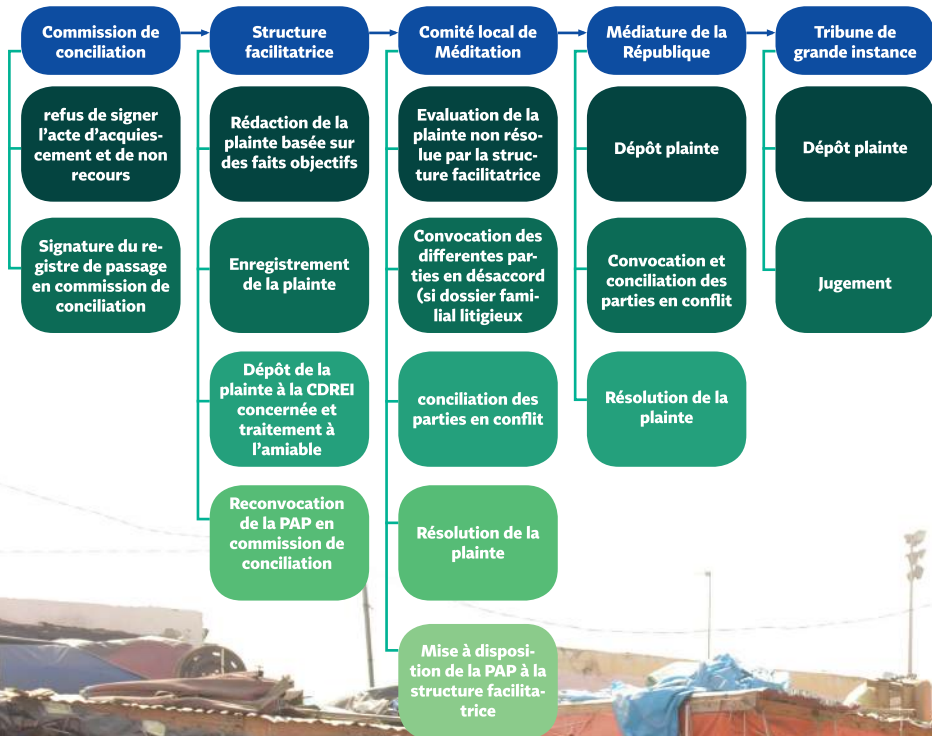 Commission de
conciliation
Structure
facilitatrice
Comité local de
Méditation
Médiature de la
République
Tribune de
grande instance
refus de signer
l'acte d'acquies-
cement et de non
recours
Signature du re-
gistre de passage
en commission de
conciliation
Rédaction de la
plainte basée sur
des faits objectifs
Enregistrement
de la plainte
Dépôt de la
plainte à la CDREI
concernée et
traitement à
l'amiable
Reconvocation
de la PAP en
commission de
conciliation
Evaluation de la
plainte non réso-
lue par la struc-
ture facilitatrice
Convocation des
differentes par-
ties en désaccord
(si dossier fami-
lial litigieux
conciliation des
parties en conflit
Résolution de la
plainte
Mise à disposi-
tion de la PAP à la
structure facilita-
trice
Dépôt plainte
Convocation et
conciliation des
parties en conflit
Résolution de la
plainte
Dépôt plainte
Jugement